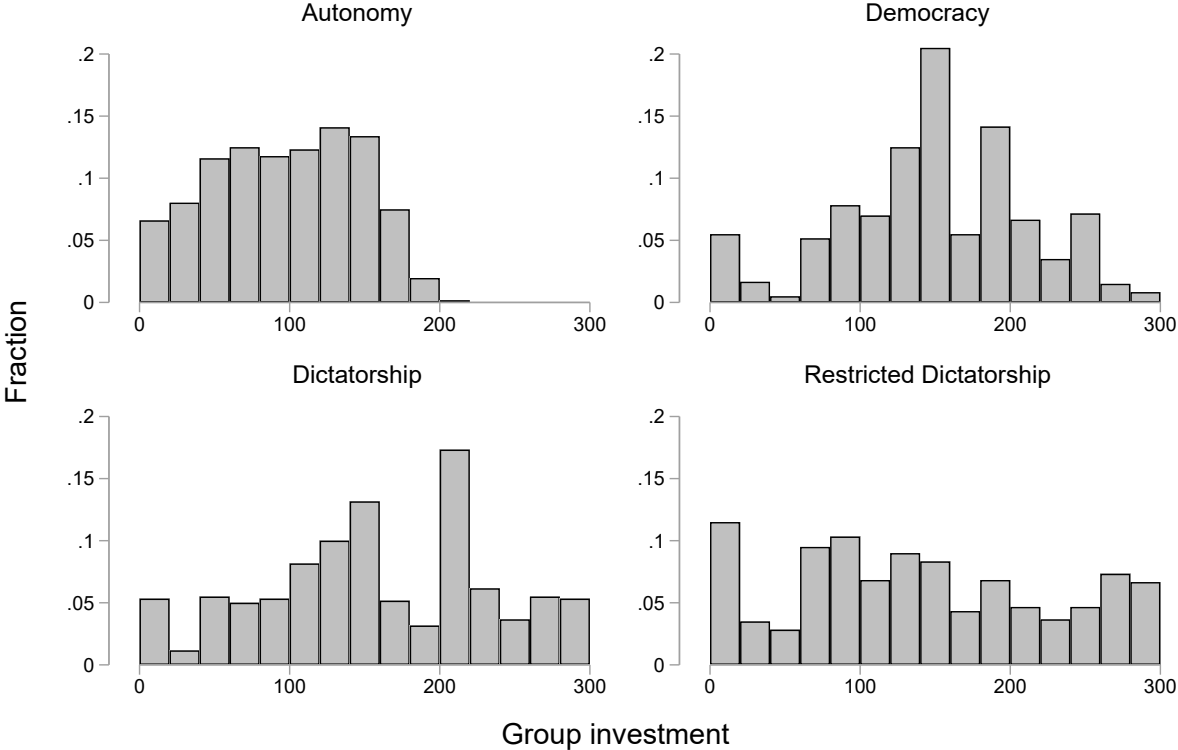 Autonomy
Democracy
.2
.15
.1
.05
0
0 100 200 300
.2
.15
.1
.05
0
0 100 200 300
Dictatorship
Restricted Dictatorship
.2
.15
.1
.05
0
0 100 200 300
.2
.15
.1
.05
0
0 100 200 300
Fraction
Group investment